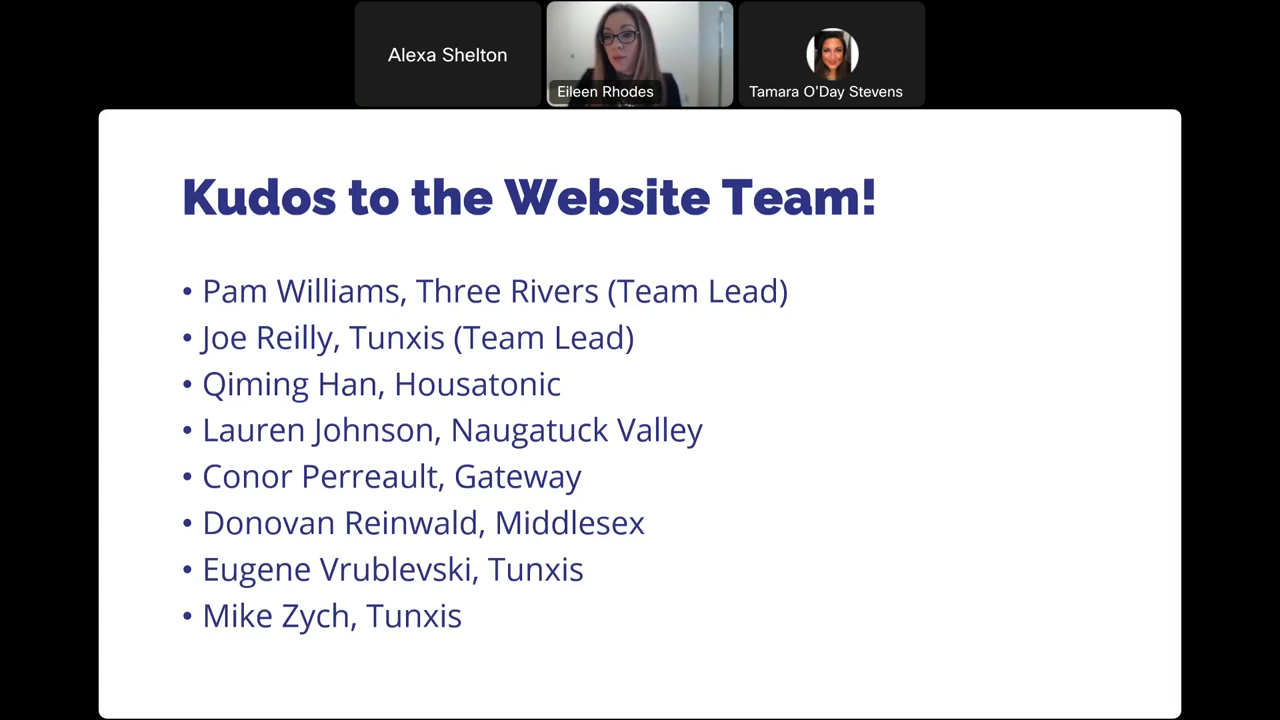 Alexa Shelton
Eileen Rhodes
Tamara O'Day Stevens
Kudos to the Website Team!
• Pam Williams, Three Rivers (Team Lead)
• Joe Reilly, Tunxis (Team Lead)
• Qiming Han, Housatonic
• Lauren Johnson, Naugatuck Valley
• Conor Perreault, Gateway
• Donovan Reinwald, Middlesex
• Eugene Vrublevski, Tunxis
• Mike Zych, Tunxis